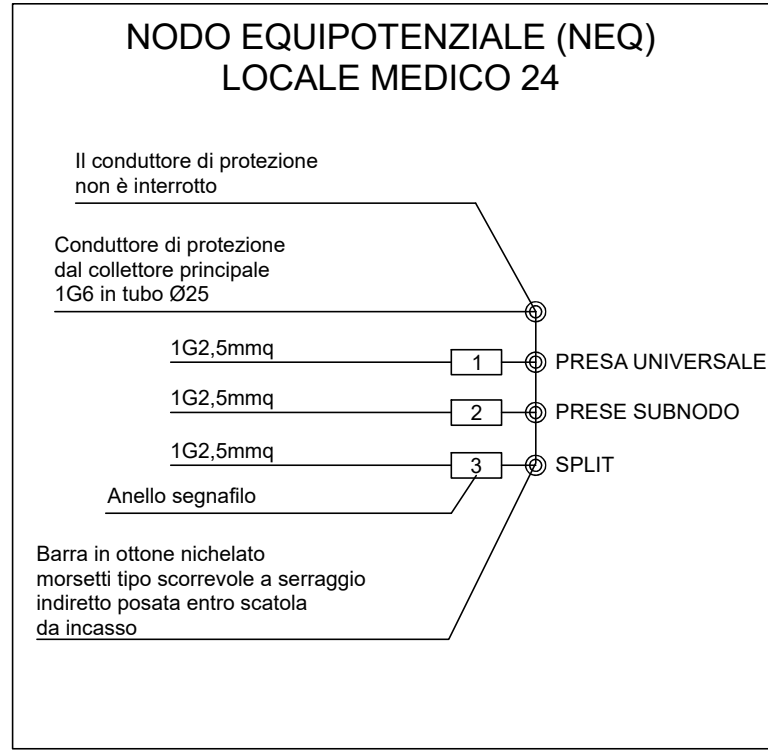 NODO EQUIPOTENZIALE (NEQ)
LOCALE MEDICO 24
Il conduttore di protezione
non è interrotto
Conduttore di protezione
dal collettore principale
1G6 in tubo Ø25
1G2,5mmq
1
PRESA UNIVERSALE
1G2,5mmq
2
PRESE SUBNODO
1G2,5mmq
3
SPLIT
Anello segnafilo
Barra in ottone nichelato
morsetti tipo scorrevole a serraggio
indiretto posata entro scatola
da incasso